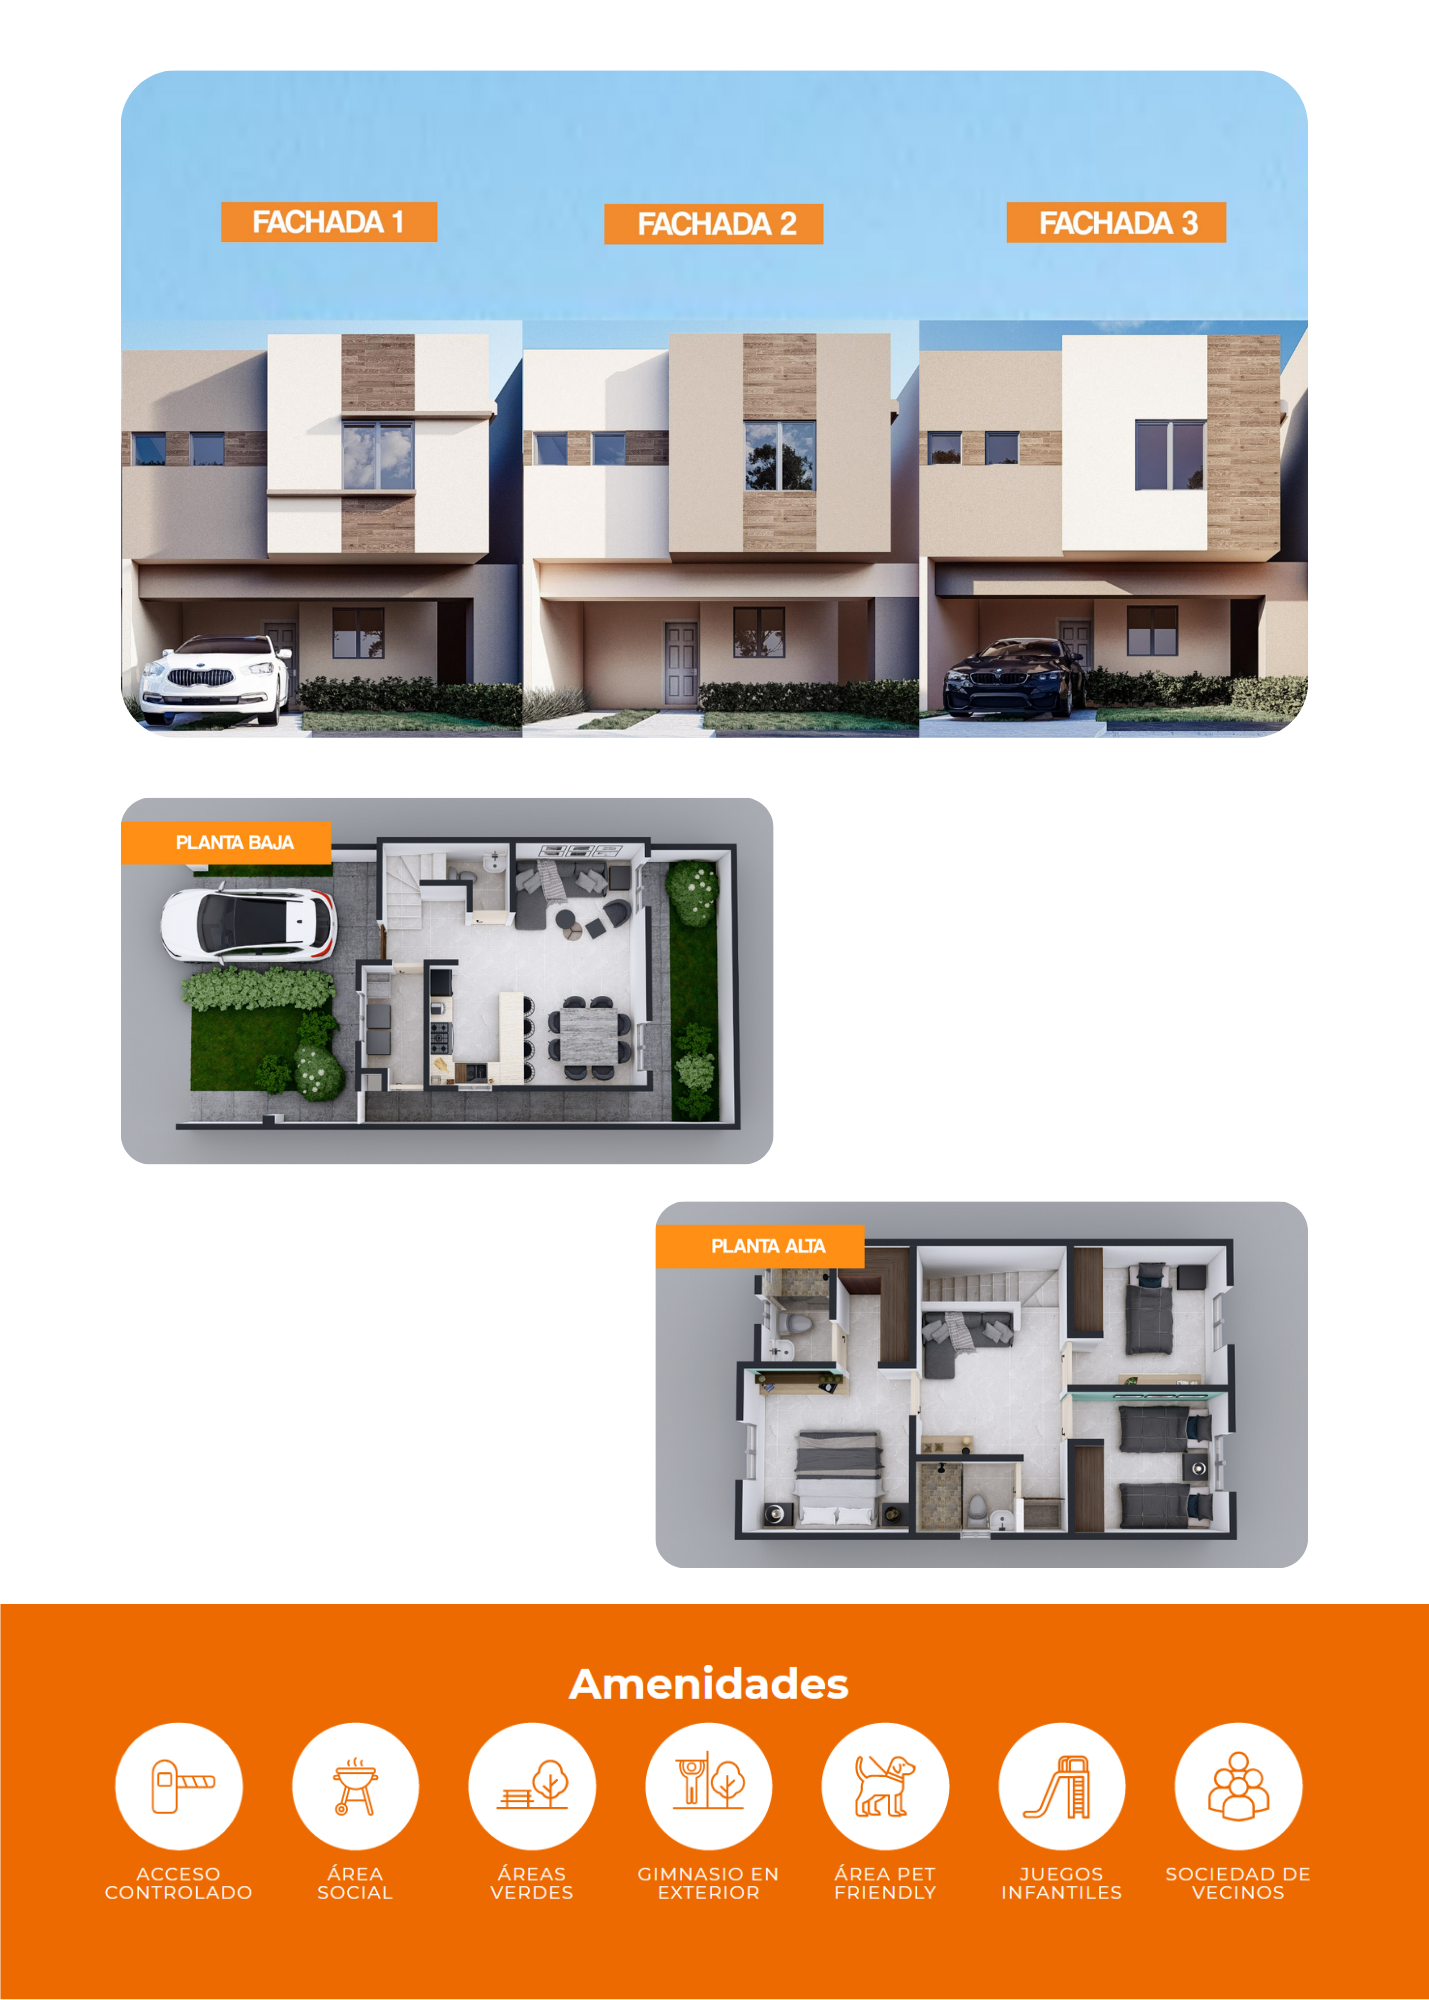 FACHADA 1
FACHADA 2
FACHADA 3
PLANTA BAJA
PLANTA ALTA
Amenidades
ACCESO
CONTROLADO
ÁREA
SOCIAL
ÁREAS
VERDES
GIMNASIO EN
EXTERIOR
ÁREA PET
FRIENDLY
JUEGOS
INFANTILES
SOCIEDAD DE
VECINOS